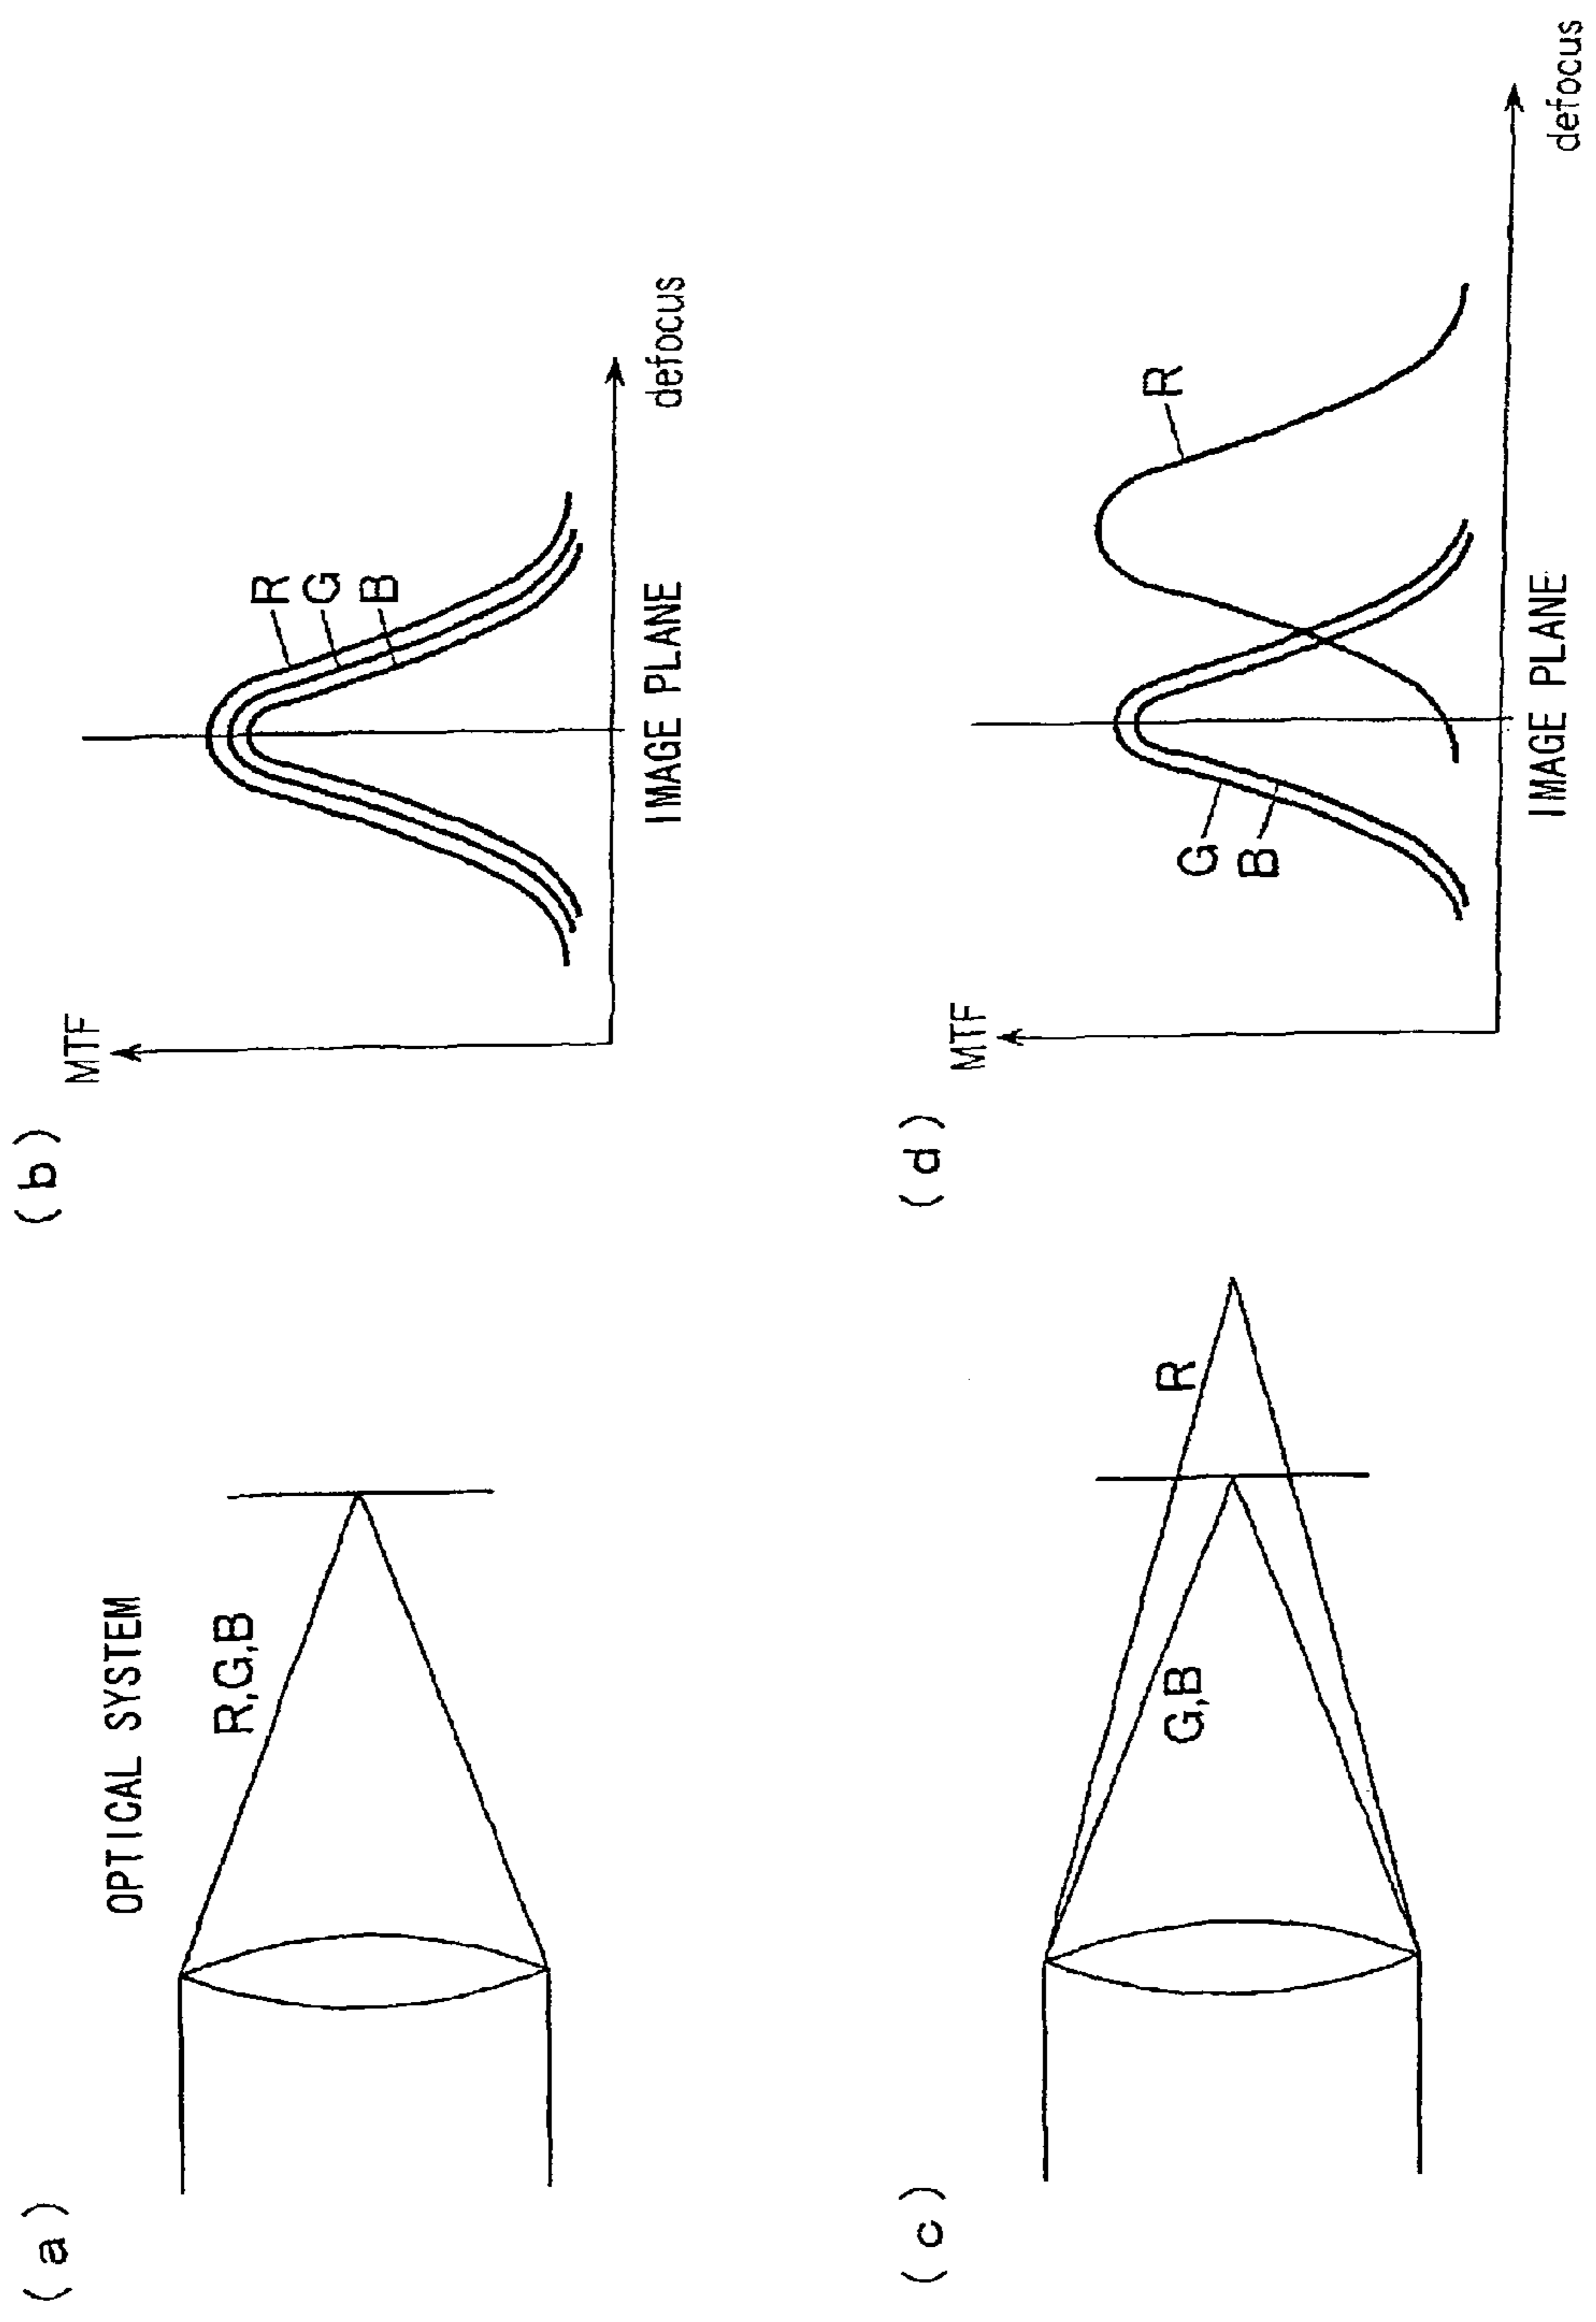 (a)
OPTICAL SYSTEM
R,G,B
(b)
MTF
R
G
B
IMAGE PLANE
defocus
(c)
R
G,B
(d)
MTF
G
B
R
IMAGE PLANE
defocus